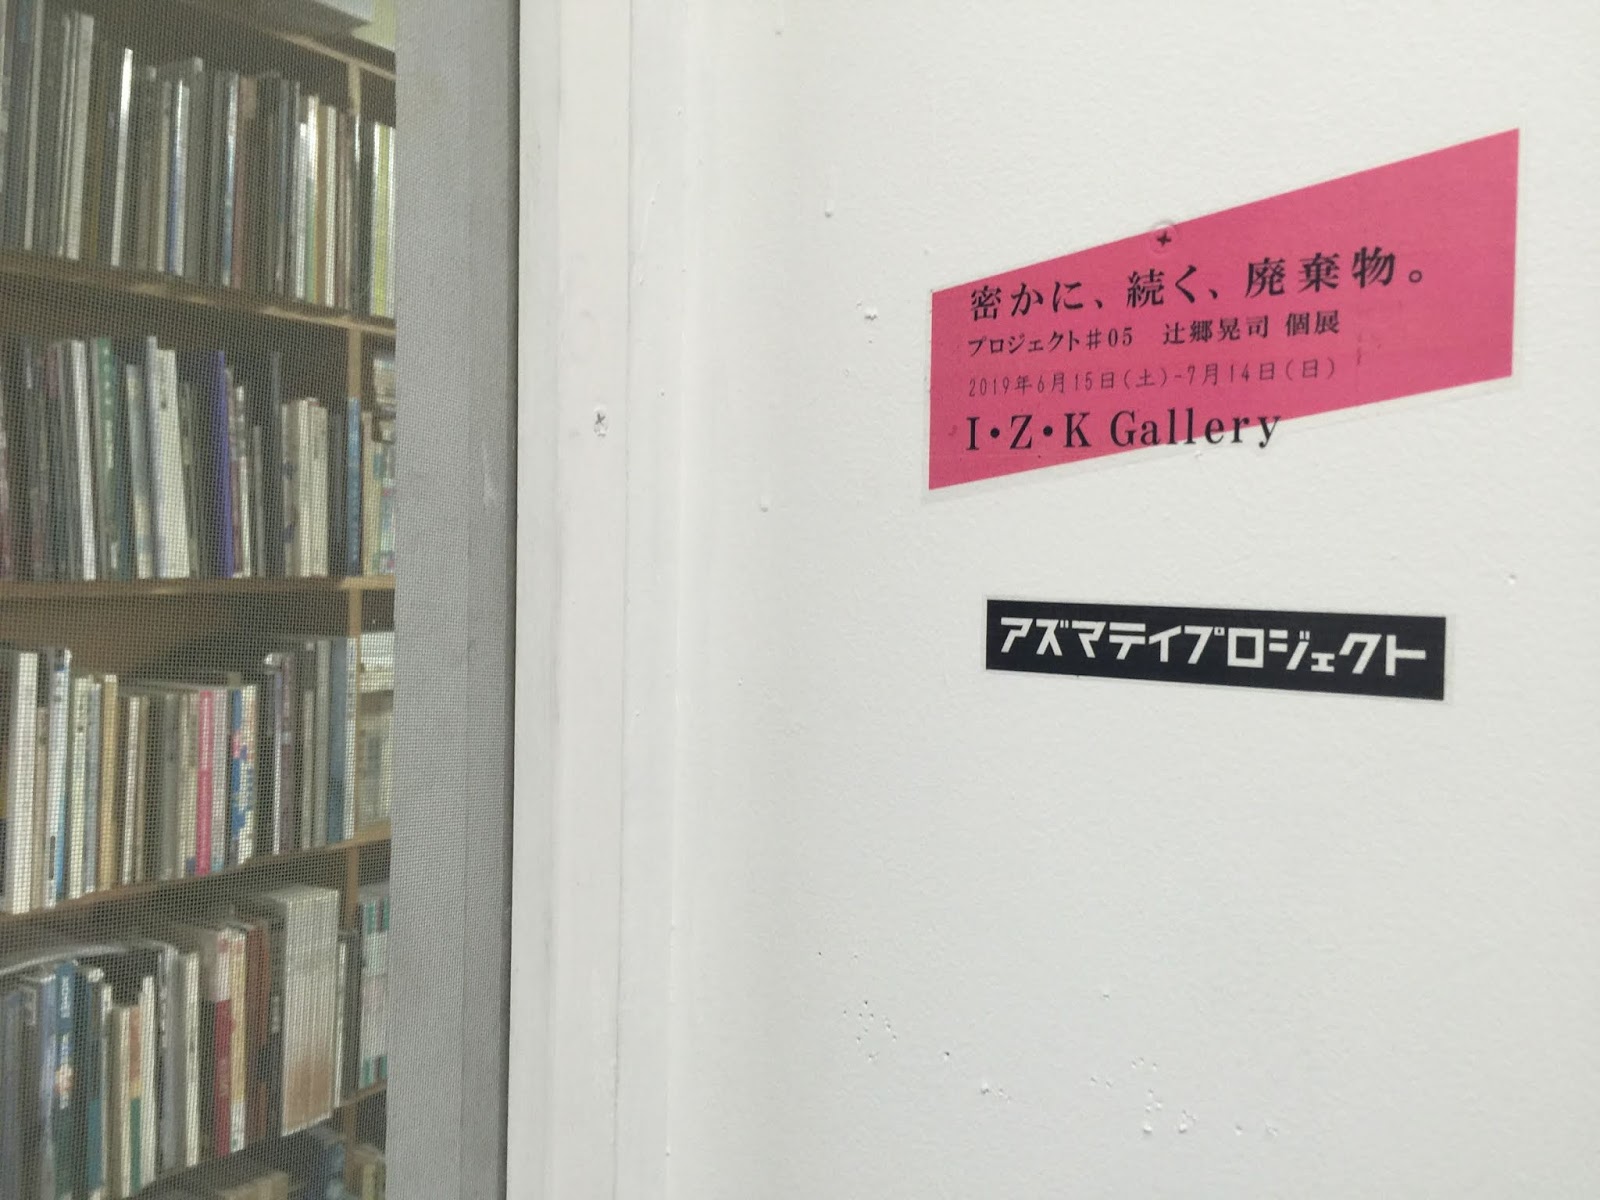 密かに、続く、廃棄物。
プロジェクト♯05　辻郷晃司 個展
2019年6月15日(土)-7月14日(日)
I・Z・K Gallery
アズマテイプロジェクト